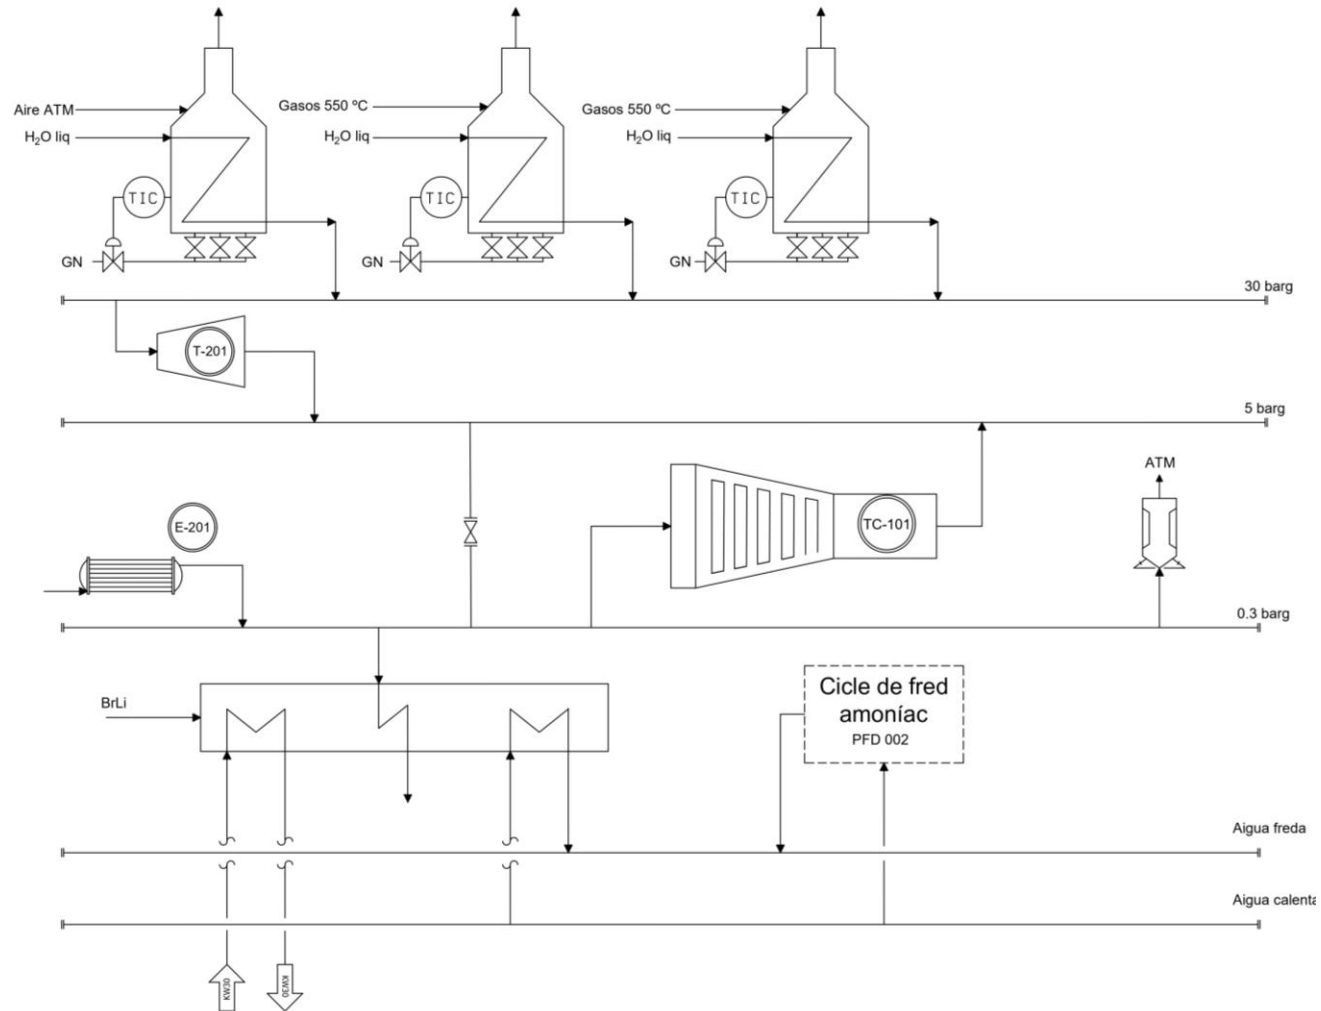 Aire ATM
H₂O liq
TIC
GN
Gasos 550 ºC
H₂O liq
TIC
GN
Gasos 550 ºC
H₂O liq
TIC
GN
30 barg
T-201
5 barg
E-201
TC-101
ATM
0.3 barg
BrLi
Cicle de fred
amoníac
PFD 002
Aigua freda
Aigua calenta
KW30
KW30